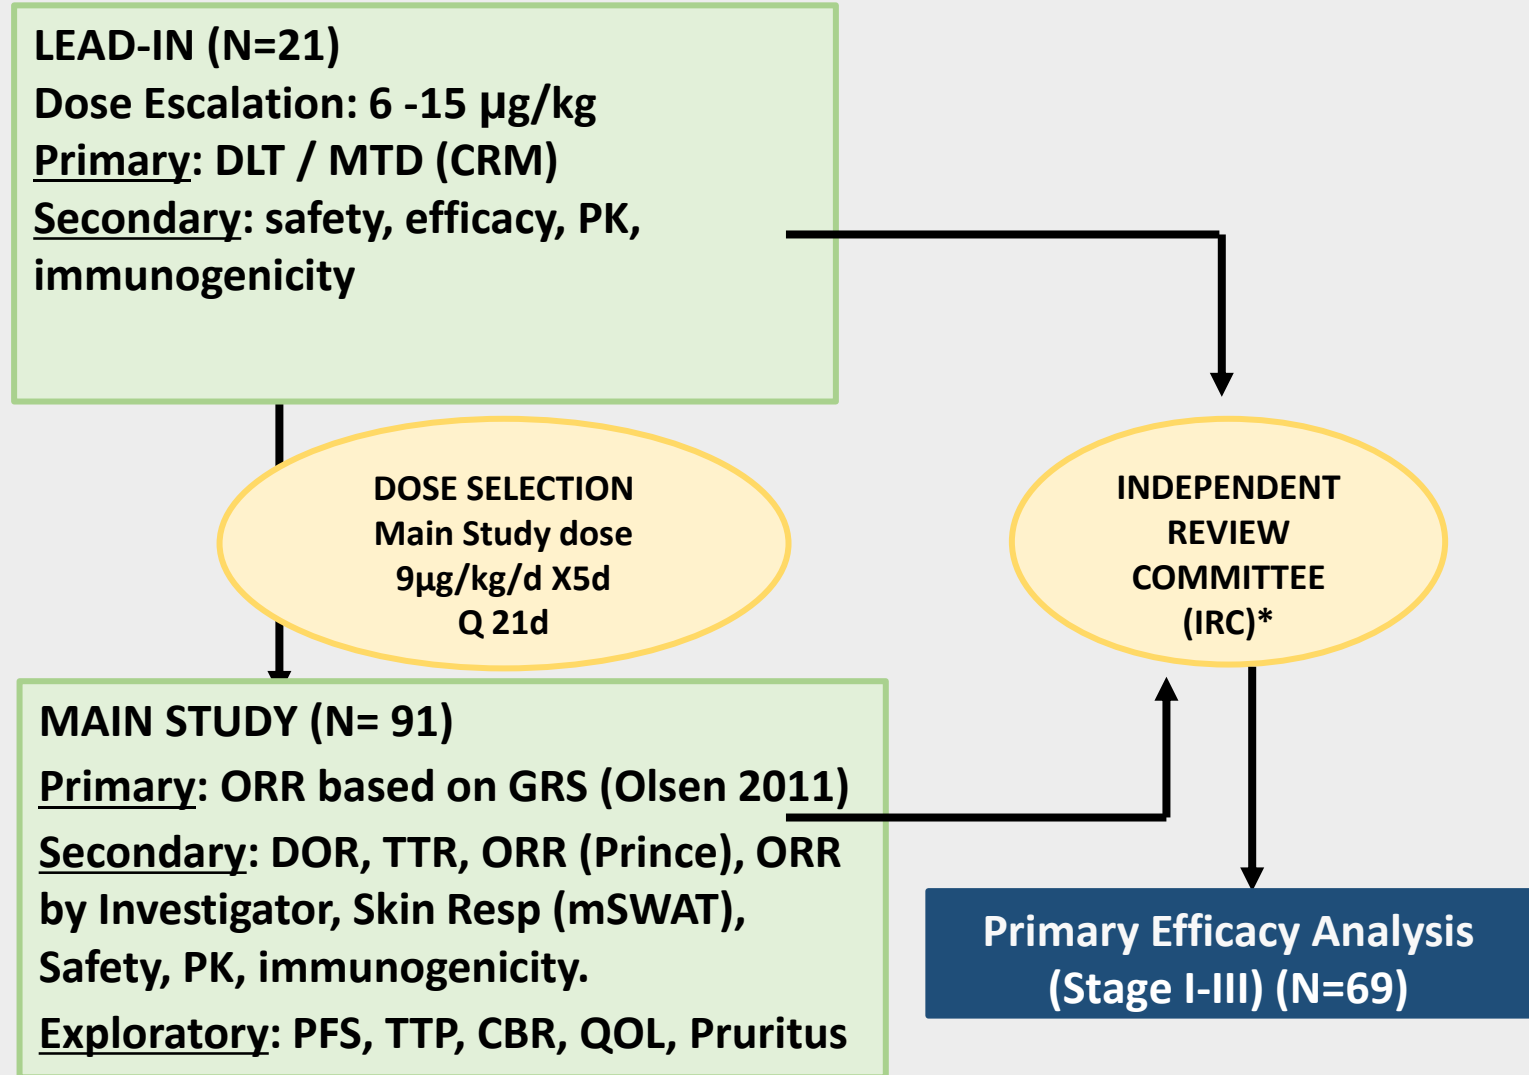 LEAD-IN (N=21)
Dose Escalation: 6 -15 µg/kg
Primary: DLT / MTD (CRM)
Secondary: safety, efficacy, PK,
immunogenicity
DOSE SELECTION
Main Study dose
9µg/kg/d X5d
Q 21d
INDEPENDENT
REVIEW
COMMITTEE
(IRC)*
MAIN STUDY (N= 91)
Primary: ORR based on GRS (Olsen 2011)
Secondary: DOR, TTR, ORR (Prince), ORR
by Investigator, Skin Resp (mSWAT),
Safety, PK, immunogenicity.
Exploratory: PFS, TTP, CBR, QOL, Pruritus
Primary Efficacy Analysis
(Stage I-III) (N=69)